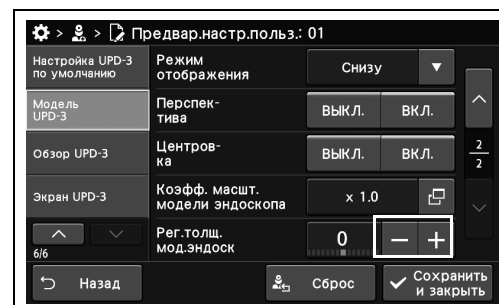 > > Предвар.настр.польз.: 01
Настройка UPD-3
по умолчанию
Режим
отображения
Снизу
Модель
UPD-3
Перспек-
тива
ВЫКЛ.
ВКЛ.
Обзор UPD-3
Центров-
ка
ВЫКЛ.
ВКЛ.
2
2
Экран UPD-3
Коэфф. масшт.
модели эндоскопа
x 1.0
6/6
Рег.толщ.
мод.эндоск
0
− +
Назад
Сброс
Сохранить
и закрыть